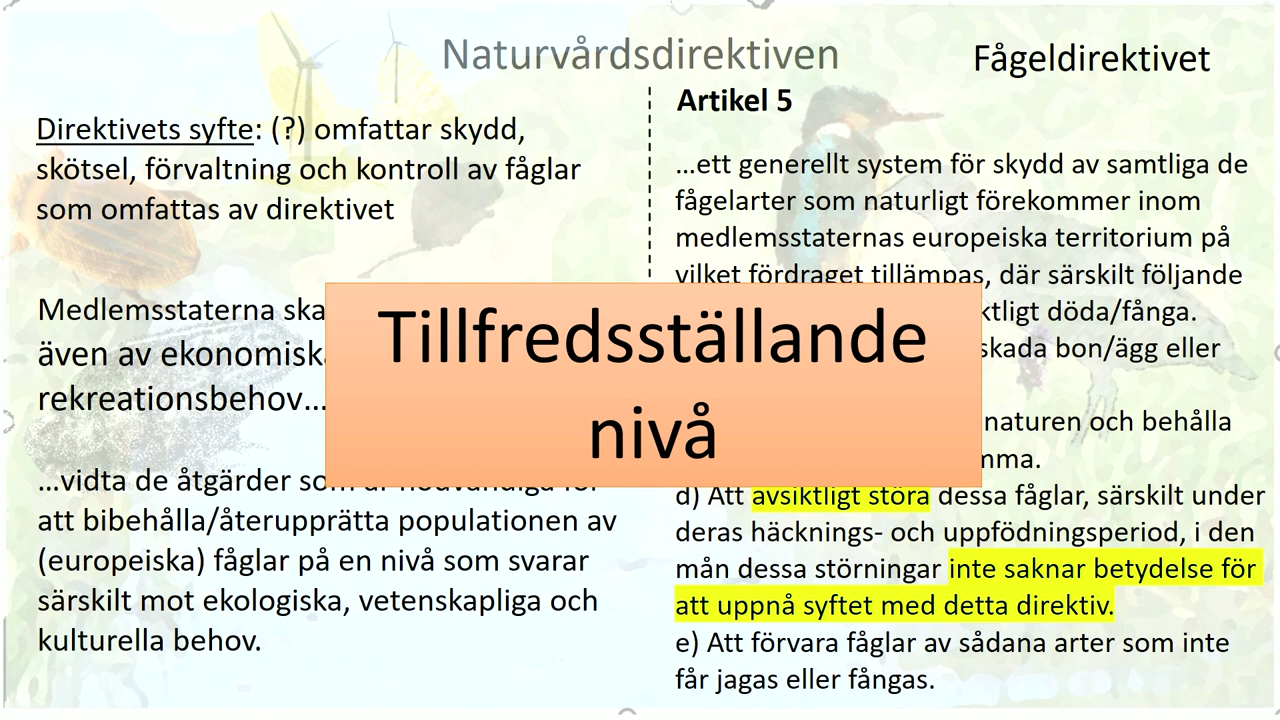 Naturvårdsdirektiven
Fågeldirektivet
Direktivets syfte: (?) omfattar skydd,
skötsel, förvaltning och kontroll av fåglar
som omfattas av direktivet
Medlemsstaterna ska
även av
rekreationsbehov…
…vidta de åtgärder
att bibehålla/återupprätta populationen av
(europeiska) fåglar på en nivå som svarar
särskilt mot ekologiska, vetenskapliga och
kulturella behov.
Artikel 5
…ett generellt system för skydd av samtliga de
fågelarter som naturligt förekommer inom
medlemsstaternas europeiska territorium på
vilket fördraget tillämpas, där särskilt följande
döda/fånga.
skada bon/ägg eller
naturen och behålla
d) Att avsiktligt störa dessa fåglar, särskilt under
deras häcknings- och uppfödningsperiod, i den
mån dessa störningar inte saknar betydelse för
att uppnå syftet med detta direktiv.
e) Att förvara fåglar av sådana arter som inte
får jagas eller fångas.
Tillfredsställande
nivå